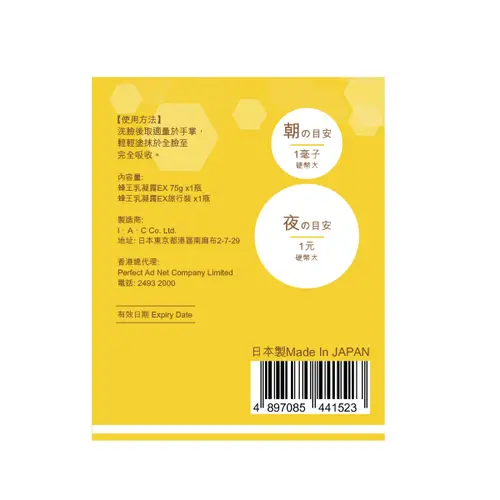 【使用方法】
洗臉後取適量於手掌，
輕輕塗抹於全臉至
完全吸收。
內容量:
蜂王乳凝露EX 75g x1瓶
蜂王乳凝露EX旅行裝 x1瓶
製造商:
I．A．C Co. Ltd.
地址: 日本東京都港區南麻布2-7-29
香港總代理:
Perfect Ad Net Company Limited
電話: 2493 2000
有效日期 Expiry Date
朝の目安
1毫子
硬幣大
夜の目安
1元
硬幣大
日本製Made In JAPAN
4 897085 441523